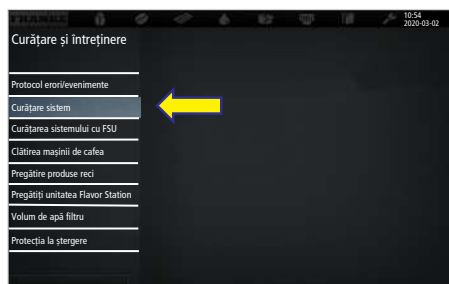 FRANKE
10:54
2020-03-02
Curățare și întreținere
Protocol erori/evenimente
Curățare sistem
Curățarea sistemului cu FSU
Clătirea mașinii de cafea
Pregătire produse reci
Pregătiți unitatea Flavor Station
Volum de apă filtru
Protecția la ștergere